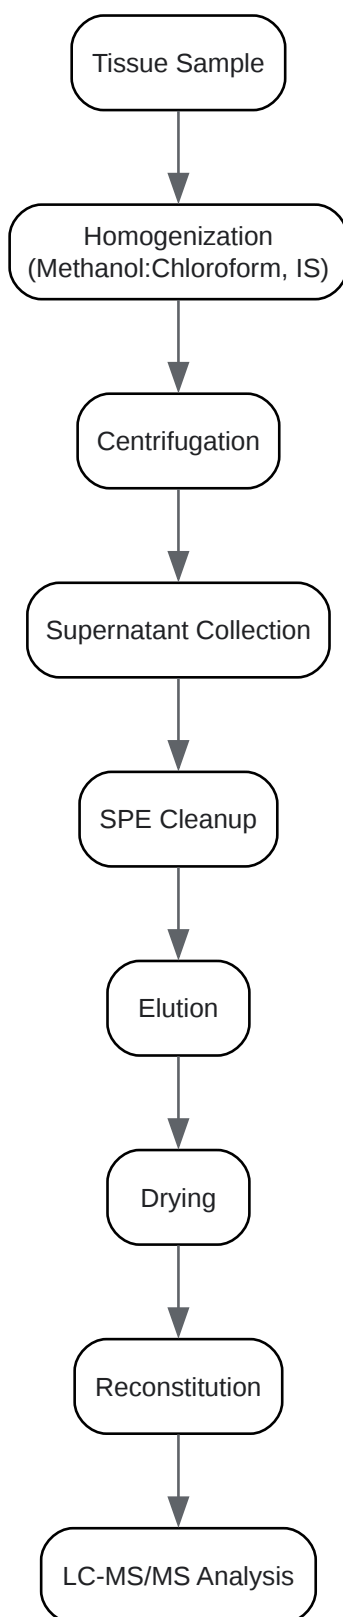 Tissue Sample
Homogenization
(Methanol:Chloroform, IS)
Centrifugation
Supernatant Collection
SPE Cleanup
Elution
Drying
Reconstitution
LC-MS/MS Analysis